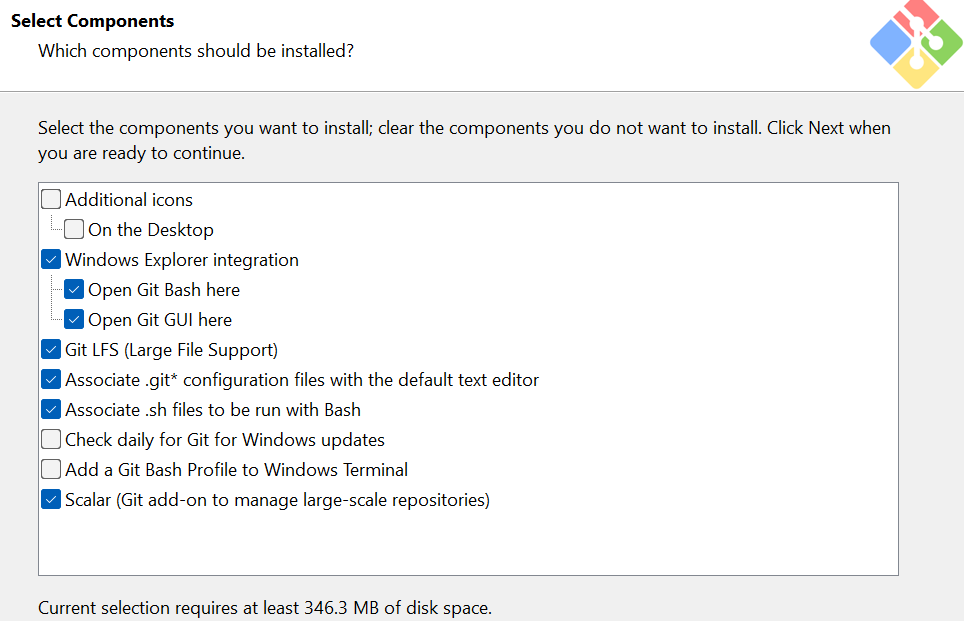 Select Components
Which components should be installed?
Select the components you want to install; clear the components you do not want to install. Click Next when
you are ready to continue.
Additional icons
On the Desktop
Windows Explorer integration
Open Git Bash here
Open Git GUI here
Git LFS (Large File Support)
Associate .git* configuration files with the default text editor
Associate .sh files to be run with Bash
Check daily for Git for Windows updates
Add a Git Bash Profile to Windows Terminal
Scalar (Git add-on to manage large-scale repositories)
Current selection requires at least 346.3 MB of disk space.